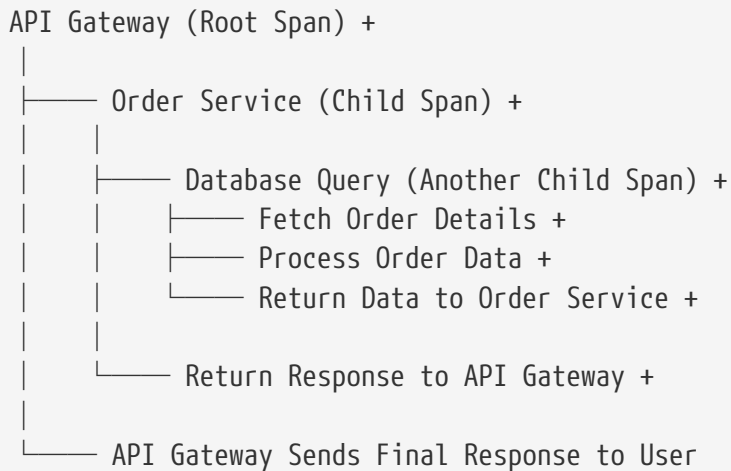 API Gateway (Root Span) +
Order Service (Child Span) +
Database Query (Another Child Span) +
Fetch Order Details +
Process Order Data +
Return Data to Order Service +
Return Response to API Gateway +
API Gateway Sends Final Response to User